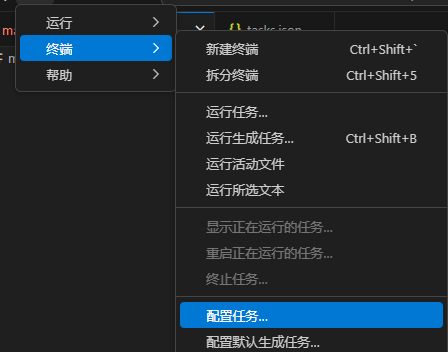 运行
终端
帮助
ma
tasks.json
新建终端 Ctrl+Shift+`
拆分终端 Ctrl+Shift+5
运行任务...
运行生成任务... Ctrl+Shift+B
运行活动文件
运行所选文本
显示正在运行的任务...
重启正在运行的任务...
终止任务...
配置任务...
配置默认生成任务...